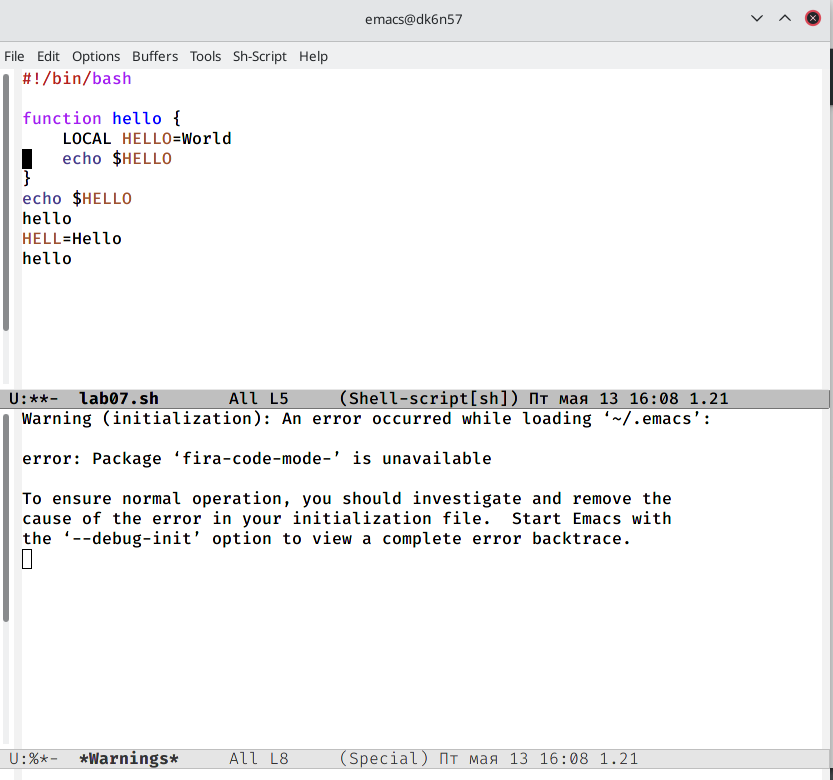 emacs@dk6n57
File Edit Options Buffers Tools Sh-Script Help
#!/bin/bash
function hello {
    LOCAL HELLO=World
    echo $HELLO
}
echo $HELLO
hello
HELL=Hello
hello
U:**-  lab07.sh       All L5     (Shell-script[sh]) Пт мая 13 16:08 1.21
Warning (initialization): An error occurred while loading ‘~/.emacs’:
error: Package ‘fira-code-mode-’ is unavailable
To ensure normal operation, you should investigate and remove the
cause of the error in your initialization file.  Start Emacs with
the ‘--debug-init’ option to view a complete error backtrace.
U:%*-  *Warnings*     All L8     (Special) Пт мая 13 16:08 1.21